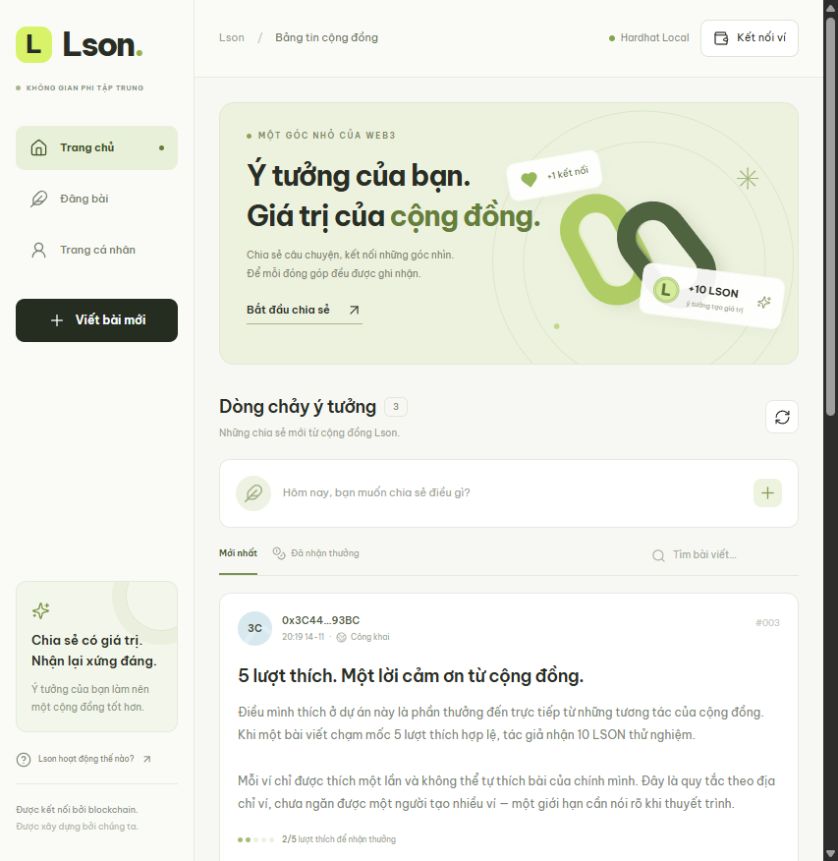 L Lson.
KHÔNG GIAN PHI TẬP TRUNG
Trang chủ
Đăng bài
Trang cá nhân
Viết bài mới
Chia sẻ có giá trị.
Nhận lại xứng đáng.
Ý tưởng của bạn làm nên
một cộng đồng tốt hơn.
Lson hoạt động thế nào?
Được kết nối bởi blockchain.
Được xây dựng bởi chúng ta.
Lson / Bảng tin cộng đồng
Hardhat Local
Kết nối ví
MỘT GÓC NHỎ CỦA WEB3
Ý tưởng của bạn.
Giá trị của cộng đồng.
Chia sẻ câu chuyện, kết nối những góc nhìn.
Để mỗi đóng góp đều được ghi nhận.
Bắt đầu chia sẻ
+1 kết nối
L
+10 LSON
ý tưởng tạo giá trị
Dòng chảy ý tưởng 3
Những chia sẻ mới từ cộng đồng Lson.
Hôm nay, bạn muốn chia sẻ điều gì?
Mới nhất
Đã nhận thưởng
Tìm bài viết...
3C
0x3C44...93BC
20:19 14-11 · Công khai
#003
5 lượt thích. Một lời cảm ơn từ cộng đồng.
Điều mình thích ở dự án này là phần thưởng đến trực tiếp từ những tương tác của cộng đồng.
Khi một bài viết chạm mốc 5 lượt thích hợp lệ, tác giả nhận 10 LSON thử nghiệm.
Mỗi ví chỉ được thích một lần và không thể tự thích bài của chính mình. Đây là quy tắc theo địa
chỉ ví, chưa ngăn được một người tạo nhiều ví — một giới hạn cần nói rõ khi thuyết trình.
2/5 lượt thích để nhận thưởng